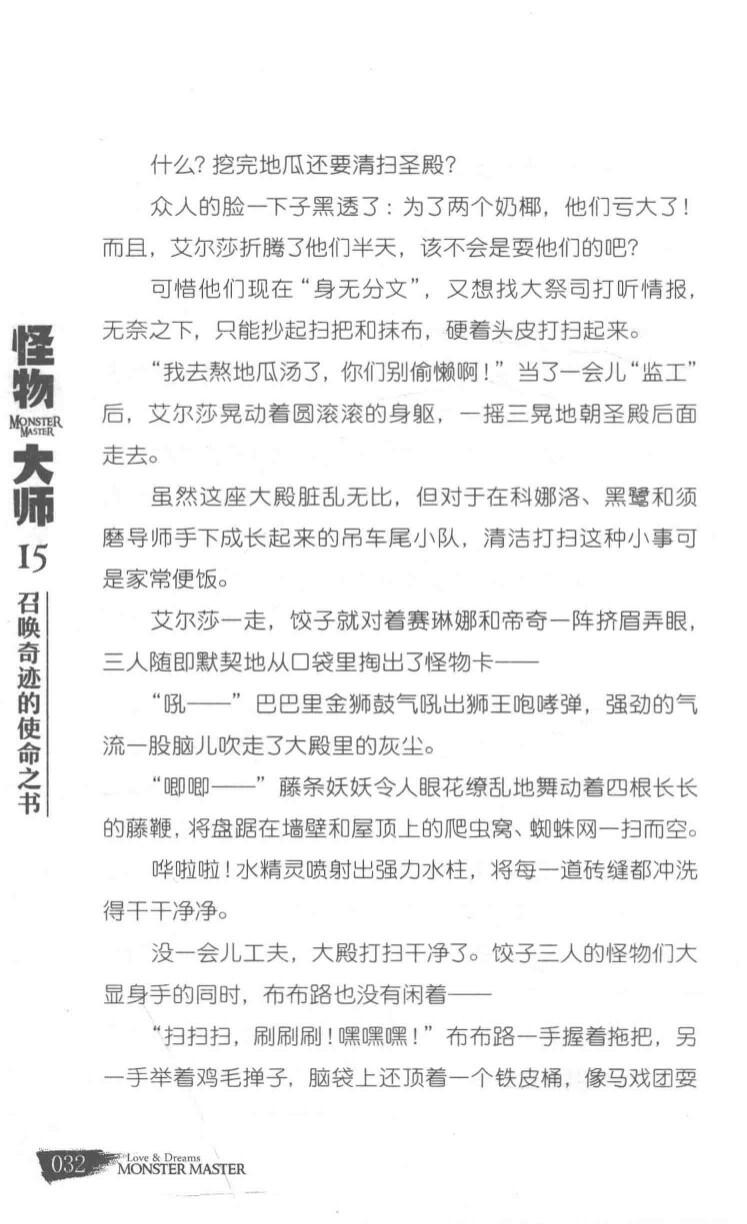 什么？挖完地瓜还要清扫圣殿？
众人的脸一下子黑透了：为了两个奶椰，他们亏大了！
而且，艾尔莎折腾了他们半天，该不会是耍他们的吧？
可惜他们现在“身无分文”，又想找大祭司打听情报，
无奈之下，只能抄起扫把和抹布，硬着头皮打扫起来。
“我去熬地瓜汤了，你们别偷懒啊！”当了一会儿“监工”
后，艾尔莎晃动着圆滚滚的身躯，一摇三晃地朝圣殿后面
走去。
虽然这座大殿脏乱无比，但对于在科娜洛、黑鹭和须
磨导师手下成长起来的吊车尾小队，清洁打扫这种小事可
是家常便饭。
艾尔莎一走，饺子就对着赛琳娜和帝奇一阵挤眉弄眼，
三人随即默契地从口袋里掏出了怪物卡——
“吼——”巴巴里金狮鼓气吼出狮王咆哮弹，强劲的气
流一股脑儿吹走了大殿里的灰尘。
“唧唧——”藤条妖妖令人眼花缭乱地舞动着四根长长
的藤鞭，将盘踞在墙壁和屋顶上的爬虫窝、蜘蛛网一扫而空。
哗啦啦！水精灵喷射出强力水柱，将每一道砖缝都冲洗
得干干净净。
没一会儿工夫，大殿打扫干净了。饺子三人的怪物们大
显身手的同时，布布路也没有闲着——
“扫扫扫，刷刷刷！嘿嘿嘿！”布布路一手握着拖把，另
一手举着鸡毛掸子，脑袋上还顶着一个铁皮桶，像马戏团耍
怪物
MONSTER
MASTER
大师
15
召唤奇迹的使命之书
032
Love & Dreams
MONSTER MASTER